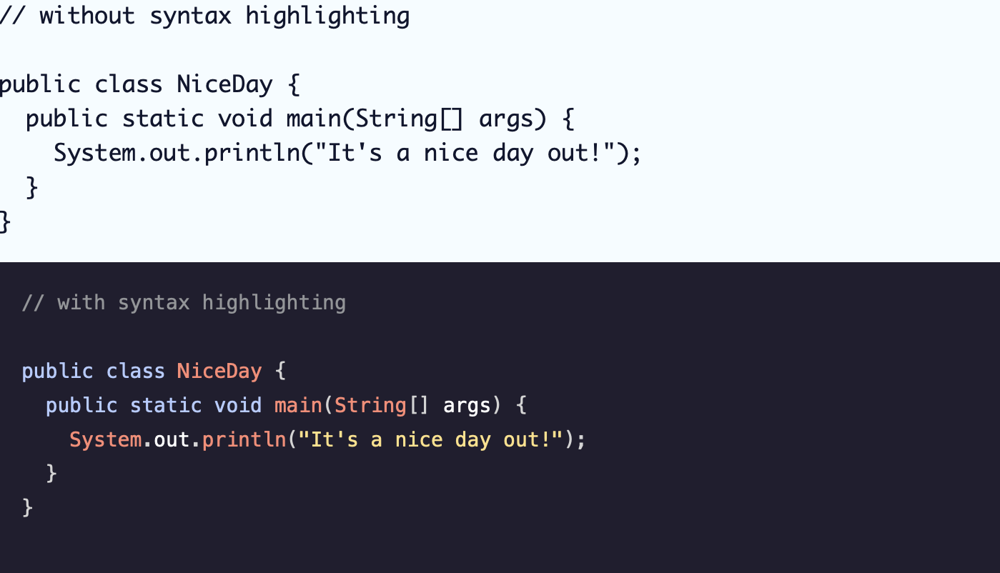 // without syntax highlighting
public class NiceDay {
  public static void main(String[] args) {
    System.out.println("It's a nice day out!");
  }
}
// with syntax highlighting
public class NiceDay {
  public static void main(String[] args) {
    System.out.println("It's a nice day out!");
  }
}